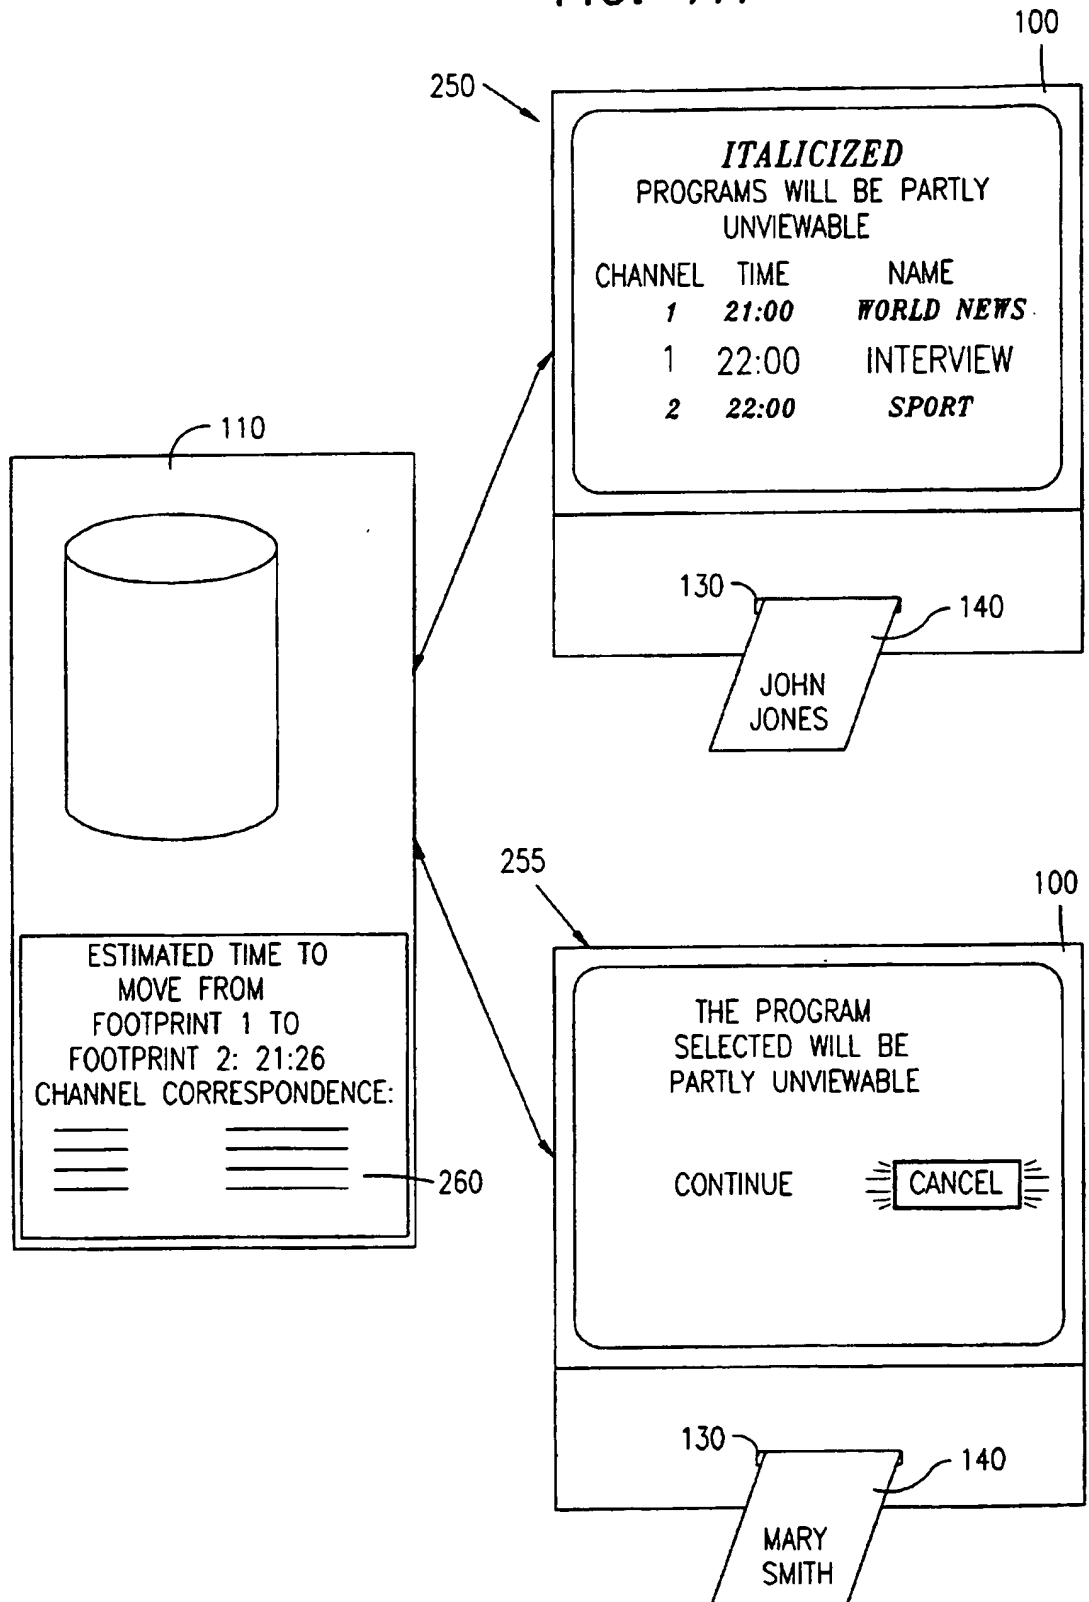 100
250
ITALICIZED
PROGRAMS WILL BE PARTLY
UNVIEWABLE
CHANNEL TIME NAME
1 21:00 WORLD NEWS
1 22:00 INTERVIEW
2 22:00 SPORT
110
130
140
JOHN
JONES
255
100
ESTIMATED TIME TO
MOVE FROM
FOOTPRINT 1 TO
FOOTPRINT 2: 21:26
CHANNEL CORRESPONDENCE:
260
THE PROGRAM
SELECTED WILL BE
PARTLY UNVIEWABLE
CONTINUE CANCEL
130
140
MARY
SMITH